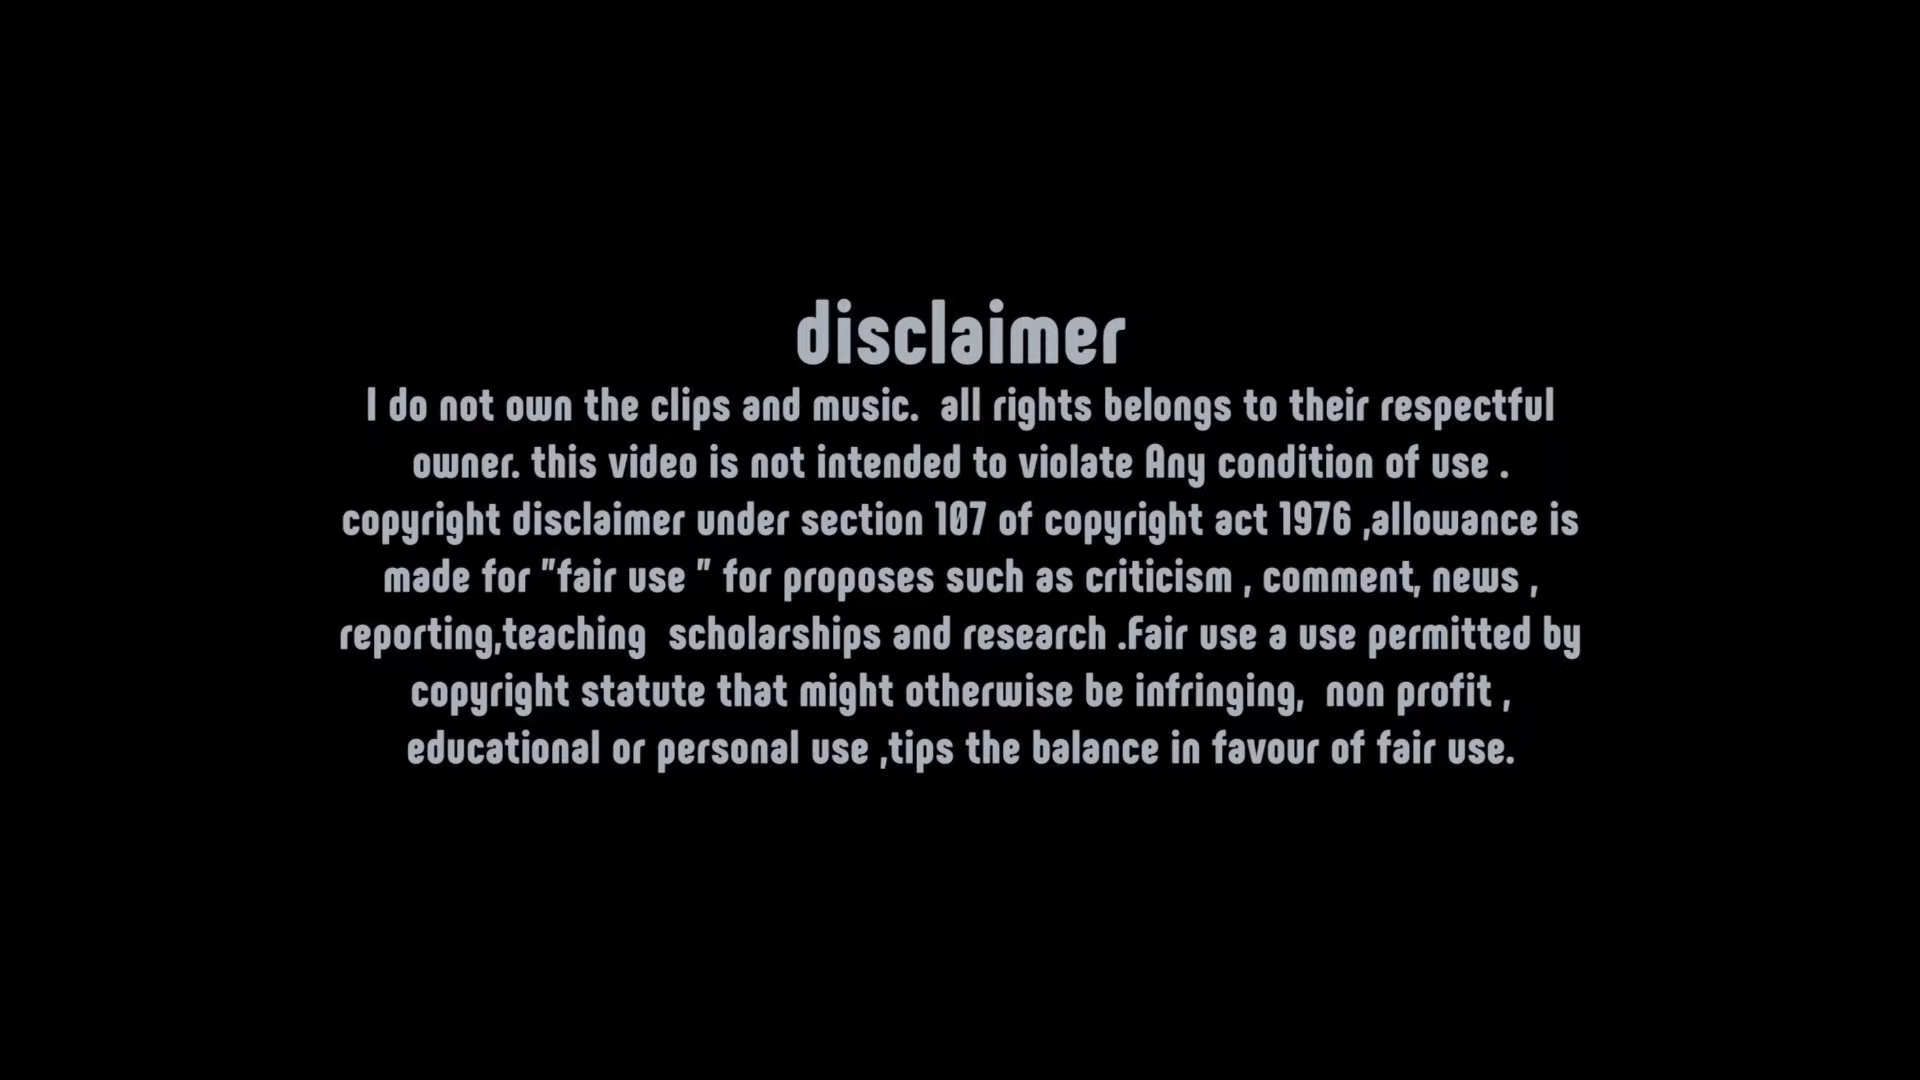 disclaimer
I do not own the clips and music.  all rights belongs to their respectful
owner. this video is not intended to violate Any condition of use .
copyright disclaimer under section 107 of copyright act 1976 ,allowance is
made for "fair use " for proposes such as criticism , comment, news ,
reporting,teaching  scholarships and research .Fair use a use permitted by
copyright statute that might otherwise be infringing,  non profit ,
educational or personal use ,tips the balance in favour of fair use.